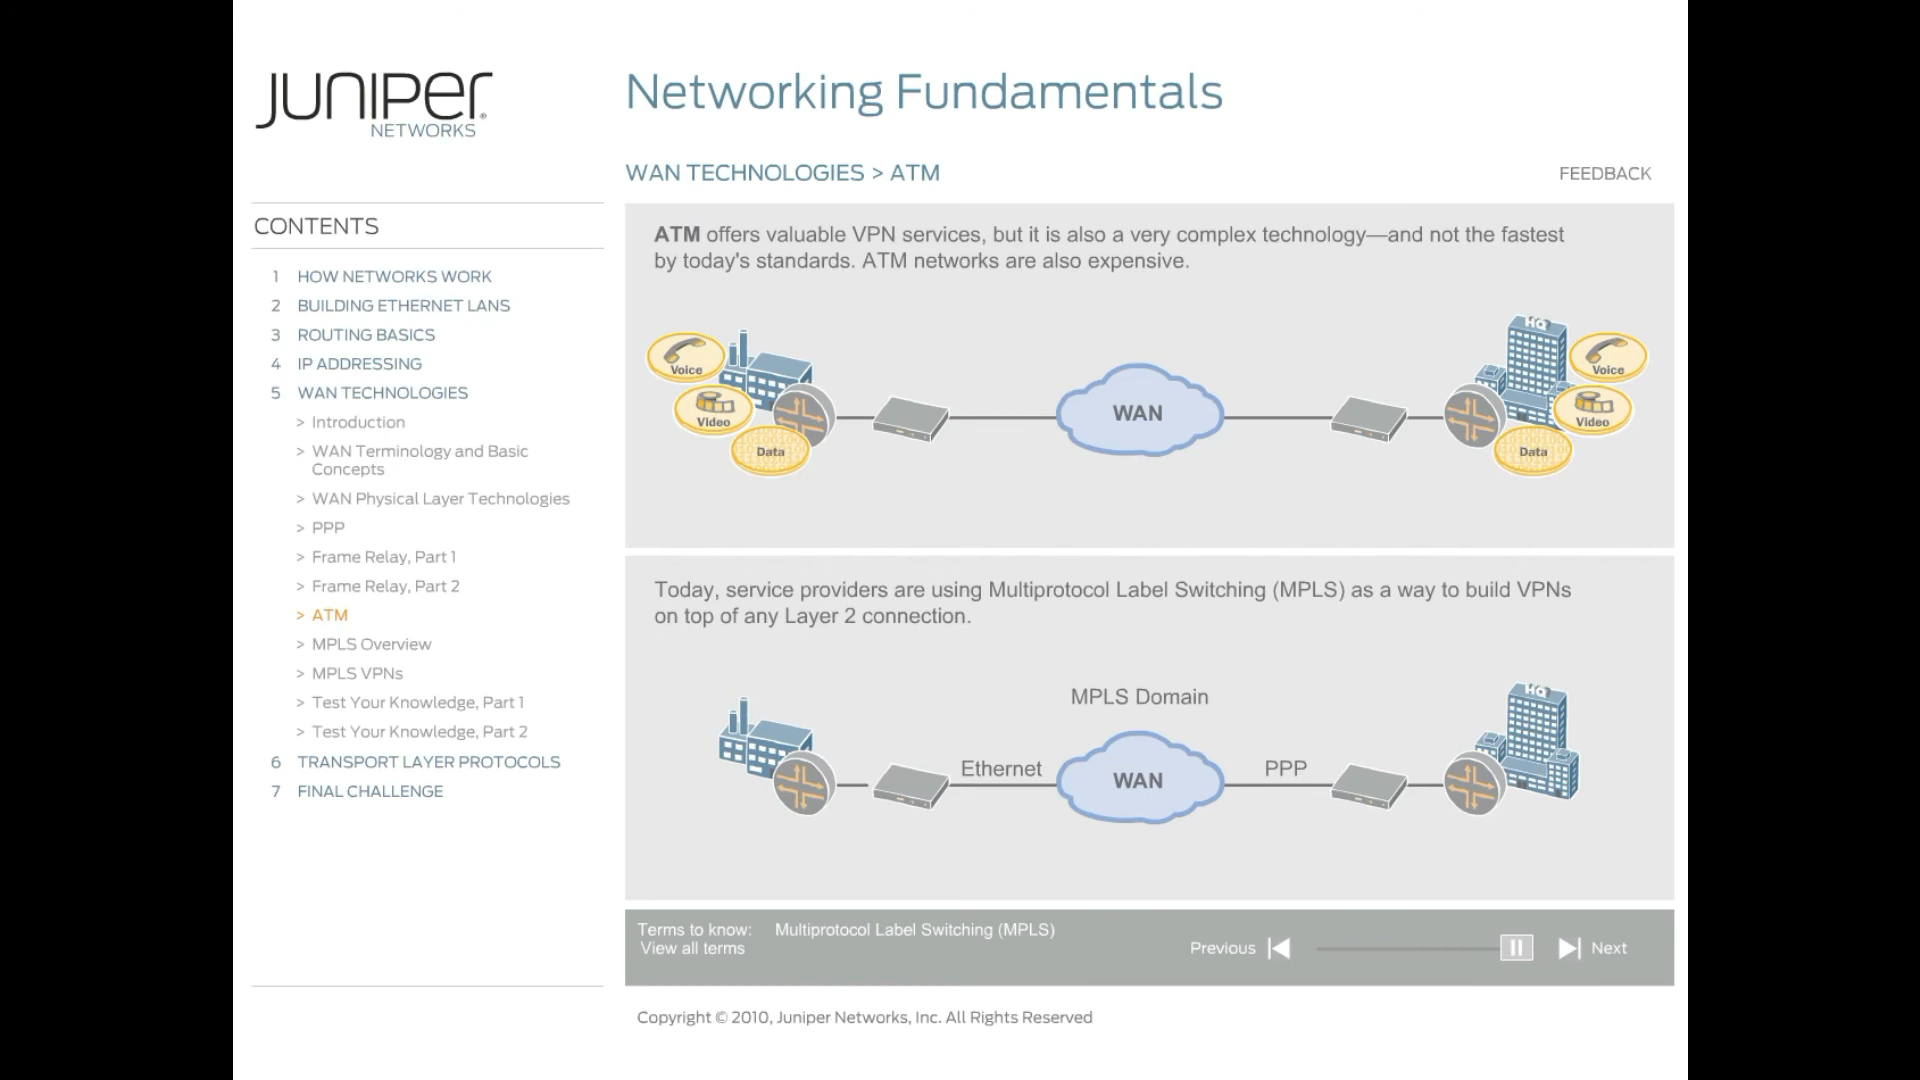 JUNIPER
NETWORKS
Networking Fundamentals
WAN TECHNOLOGIES > ATM
FEEDBACK
CONTENTS
1 HOW NETWORKS WORK
2 BUILDING ETHERNET LANS
3 ROUTING BASICS
4 IP ADDRESSING
5 WAN TECHNOLOGIES
> Introduction
> WAN Terminology and Basic
Concepts
> WAN Physical Layer Technologies
> PPP
> Frame Relay, Part 1
> Frame Relay, Part 2
> ATM
> MPLS Overview
> MPLS VPNs
> Test Your Knowledge, Part 1
> Test Your Knowledge, Part 2
6 TRANSPORT LAYER PROTOCOLS
7 FINAL CHALLENGE
ATM offers valuable VPN services, but it is also a very complex technology—and not the fastest
by today's standards. ATM networks are also expensive.
Voice
Video
Data
WAN
HQ
Voice
Video
Data
Today, service providers are using Multiprotocol Label Switching (MPLS) as a way to build VPNs
on top of any Layer 2 connection.
MPLS Domain
Ethernet
WAN
PPP
HQ
Terms to know: Multiprotocol Label Switching (MPLS)
View all terms
Previous
Next
Copyright © 2010, Juniper Networks, Inc. All Rights Reserved